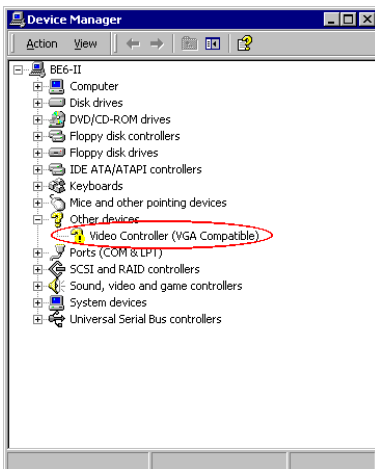 Device Manager
Action View
BE6-II
Computer
Disk drives
DVD/CD-ROM drives
Floppy disk controllers
Floppy disk drives
IDE ATA/ATAPI controllers
Keyboards
Mice and other pointing devices
Other devices
Video Controller (VGA Compatible)
Ports (COM & LPT)
SCSI and RAID controllers
Sound, video and game controllers
System devices
Universal Serial Bus controllers